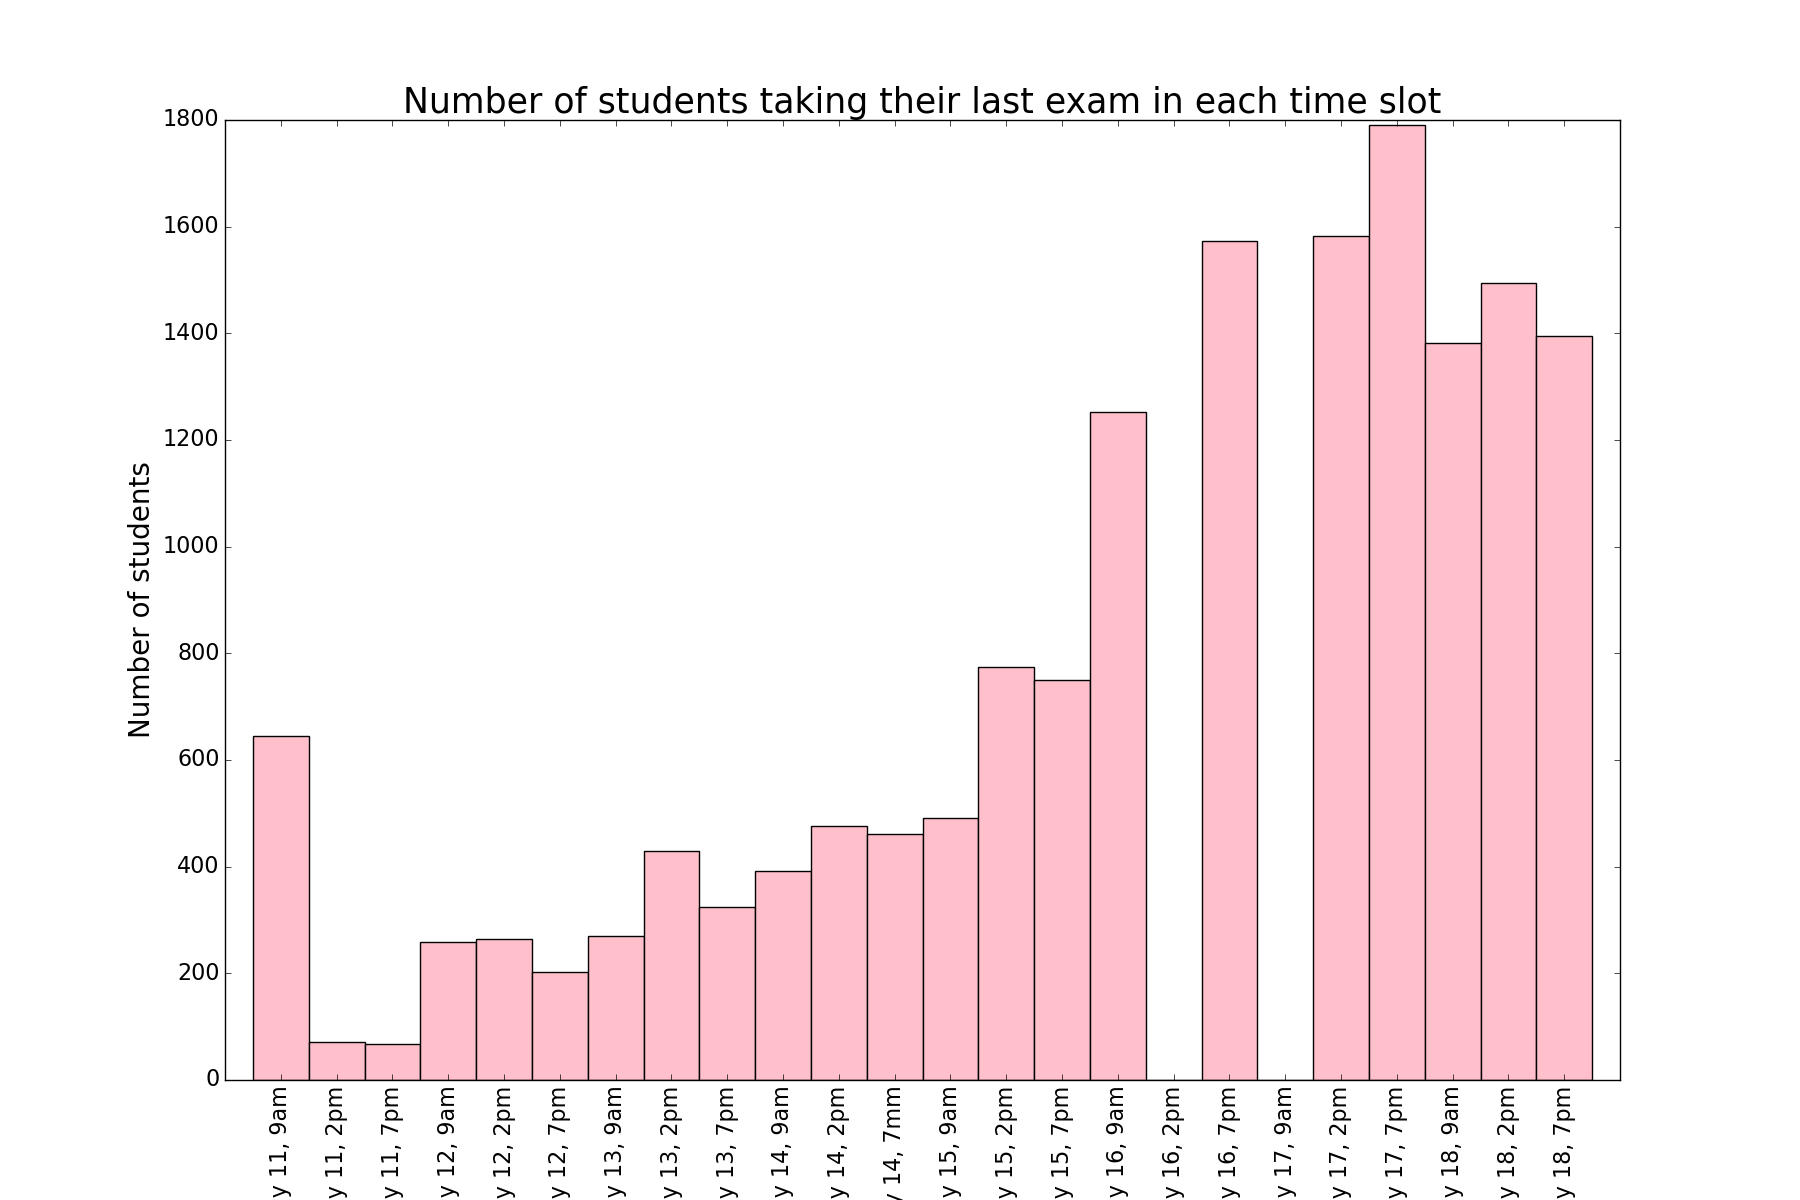 Number of students taking their last exam in each time slot
1800
1600
1400
1200
1000
800
600
400
200
0
Number of students
y 11, 9am
y 11, 2pm
y 11, 7pm
y 12, 9am
y 12, 2pm
y 12, 7pm
y 13, 9am
y 13, 2pm
y 13, 7pm
y 14, 9am
y 14, 2pm
y 14, 7mm
y 15, 9am
y 15, 2pm
y 15, 7pm
y 16, 9am
y 16, 2pm
y 16, 7pm
y 17, 9am
y 17, 2pm
y 17, 7pm
y 18, 9am
y 18, 2pm
y 18, 7pm